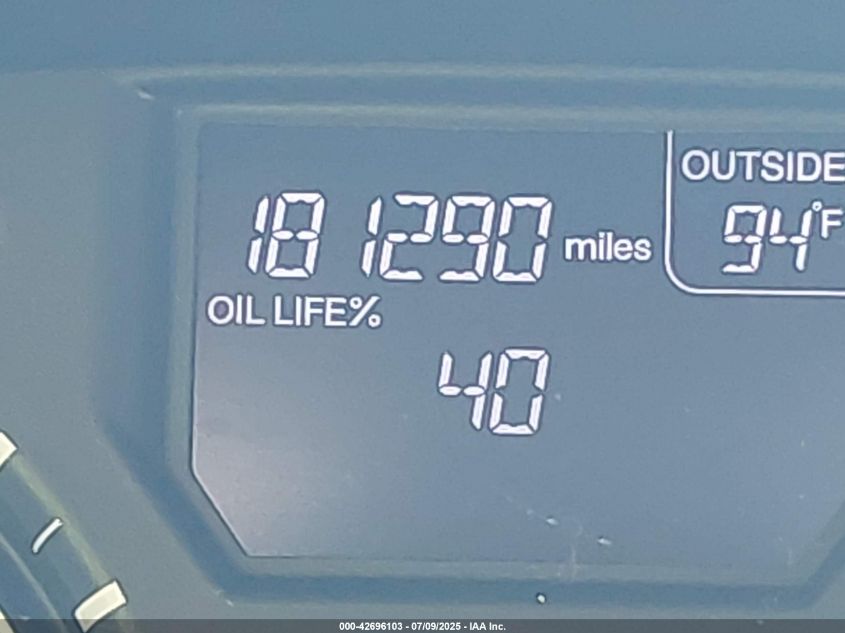 OUTSIDE
181290 miles
94°F
OIL LIFE%
40
000-42696103 - 07/09/2025 - IAA Inc.